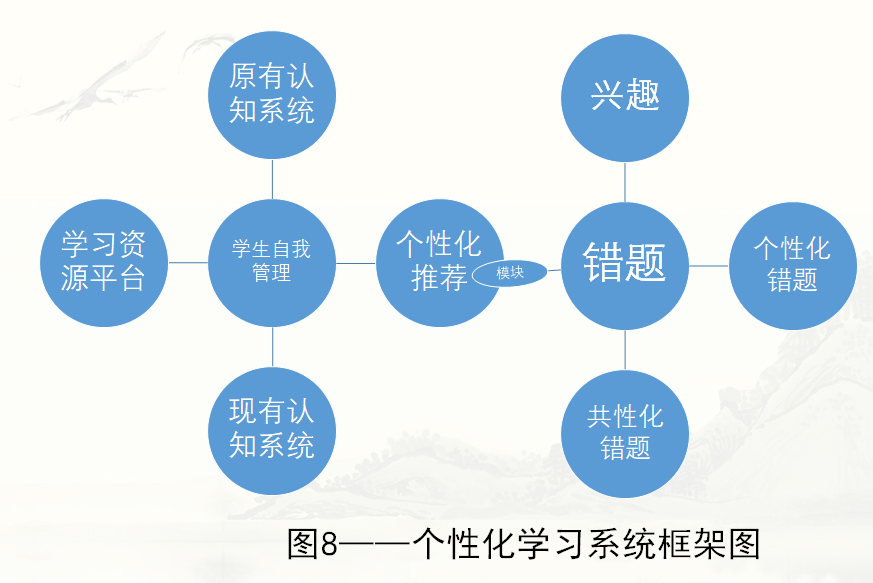 原有认
知系统
兴趣
学习资
源平台
学生自我
管理
个性化
推荐
模块
错题
个性化
错题
现有认
知系统
共性化
错题
图8——个性化学习系统框架图